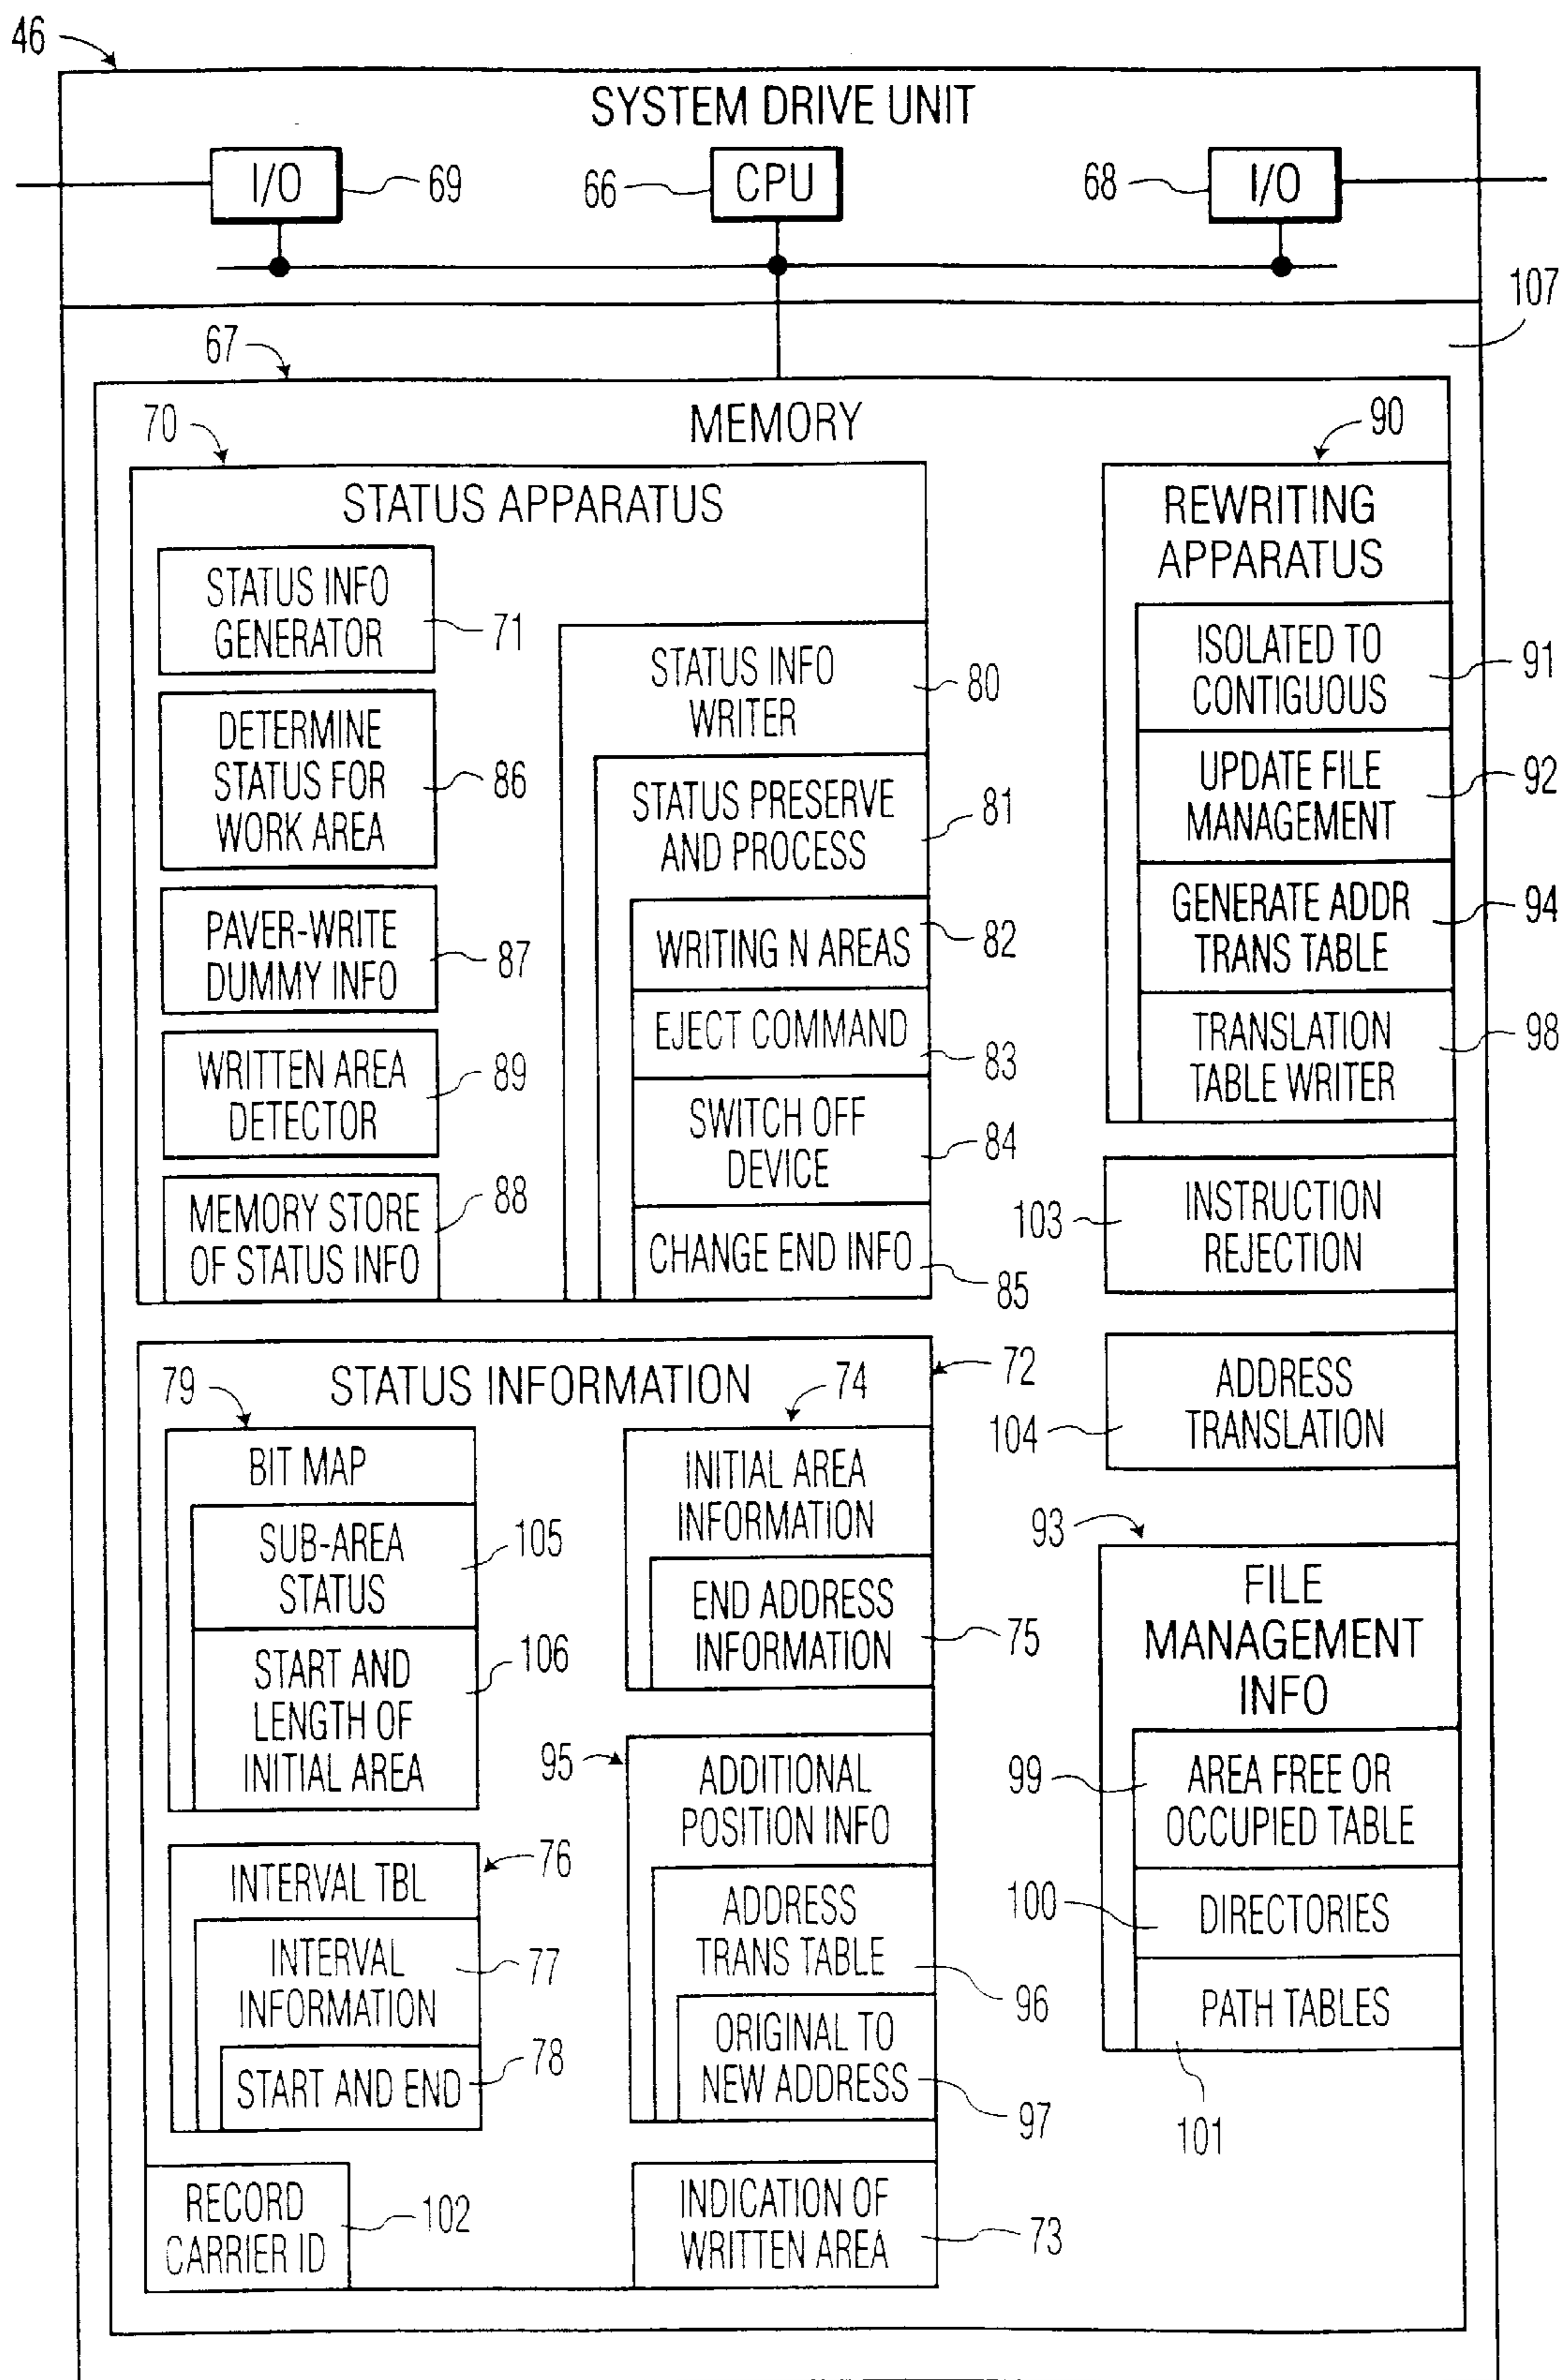 46
SYSTEM DRIVE UNIT
I/O
69
66
CPU
68
I/O
107
67
MEMORY
70
STATUS APPARATUS
STATUS INFO
GENERATOR
71
DETERMINE
STATUS FOR
WORK AREA
86
PAVER-WRITE
DUMMY INFO
87
WRITTEN AREA
DETECTOR
89
MEMORY STORE
OF STATUS INFO
88
STATUS INFO
WRITER
80
STATUS PRESERVE
AND PROCESS
81
WRITING N AREAS
82
EJECT COMMAND
83
SWITCH OFF
DEVICE
84
CHANGE END INFO
85
90
REWRITING
APPARATUS
ISOLATED TO
CONTIGUOUS
91
UPDATE FILE
MANAGEMENT
92
GENERATE ADDR
TRANS TABLE
94
TRANSLATION
TABLE WRITER
98
103
INSTRUCTION
REJECTION
104
ADDRESS
TRANSLATION
72
STATUS INFORMATION
79
BIT MAP
SUB-AREA
STATUS
105
START AND
LENGTH OF
INITIAL AREA
106
74
INITIAL AREA
INFORMATION
END ADDRESS
INFORMATION
75
76
INTERVAL TBL
INTERVAL
INFORMATION
77
START AND END
78
95
ADDITIONAL
POSITION INFO
ADDRESS
TRANS TABLE
96
ORIGINAL TO
NEW ADDRESS
97
RECORD
CARRIER ID
102
INDICATION OF
WRITTEN AREA
73
93
FILE
MANAGEMENT
INFO
99
AREA FREE OR
OCCUPIED TABLE
100
DIRECTORIES
PATH TABLES
101